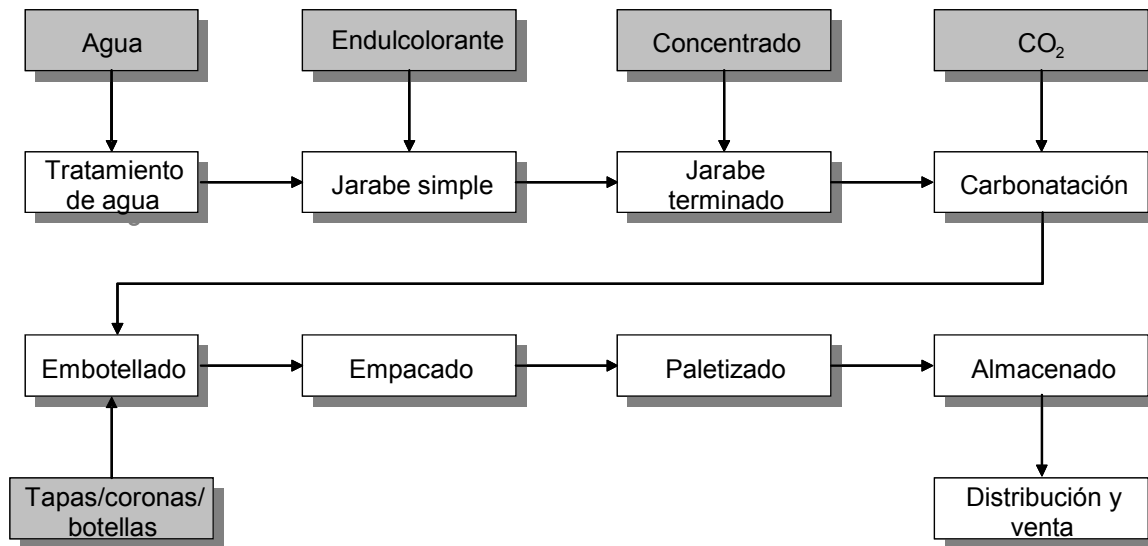 Agua
Endulcolorante
Concentrado
CO₂
Tratamiento
de agua
Jarabe simple
Jarabe
terminado
Carbonatación
Embotellado
Empacado
Paletizado
Almacenado
Tapas/coronas/
botellas
Distribución y
venta